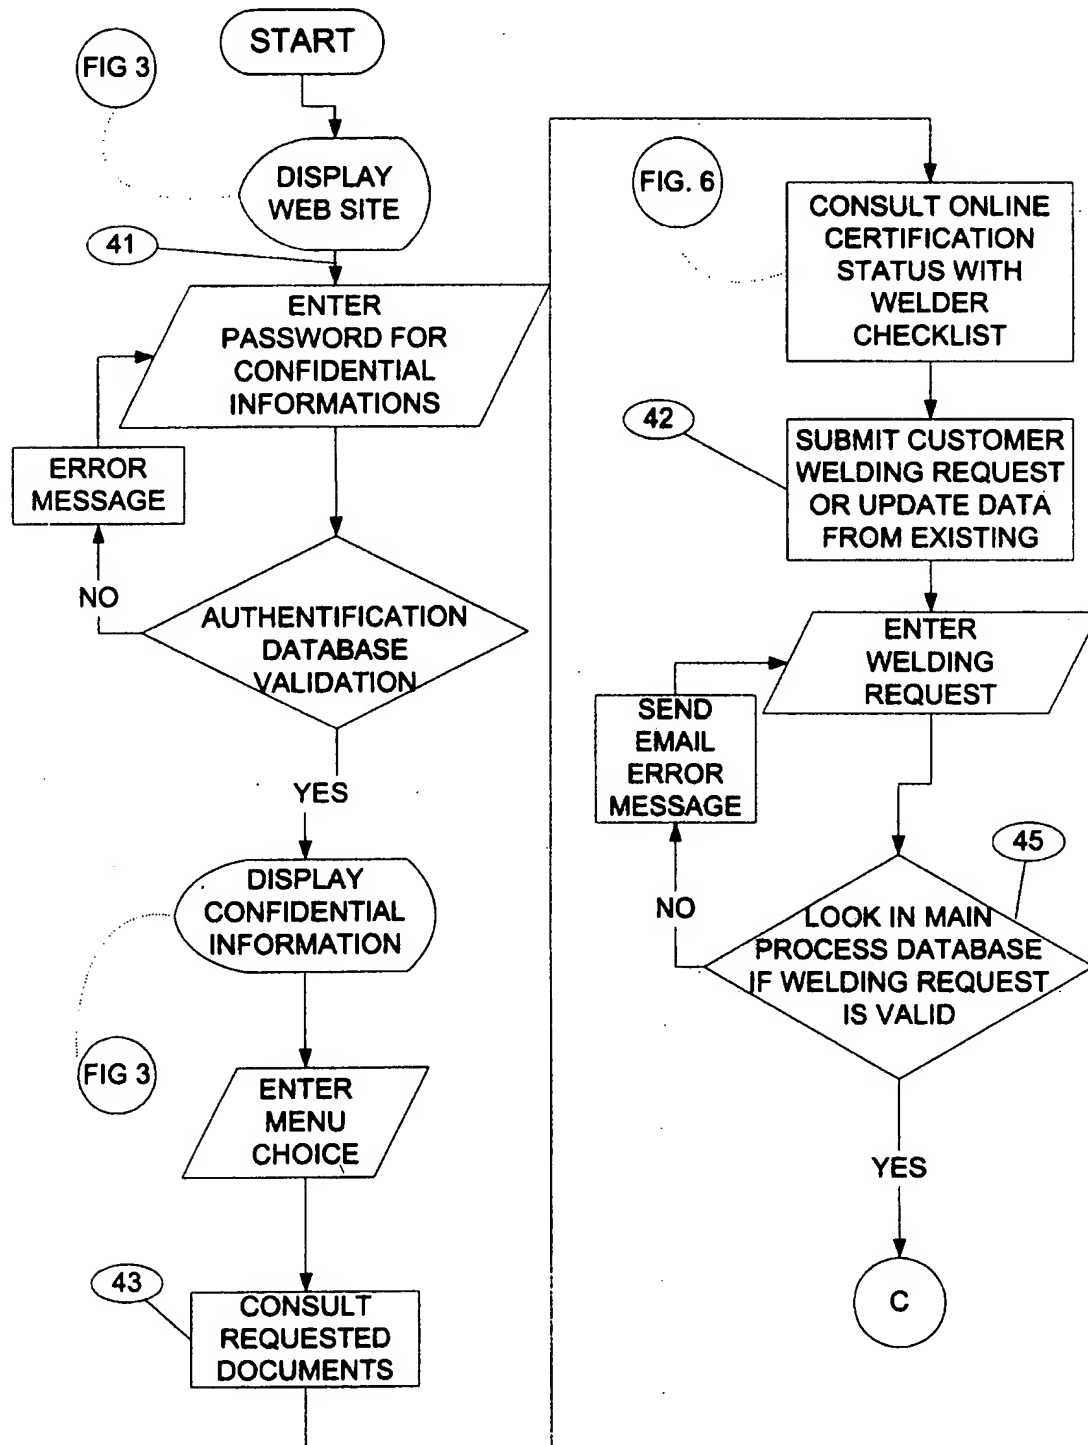 START
FIG 3
DISPLAY
WEB SITE
41
ENTER
PASSWORD FOR
CONFIDENTIAL
INFORMATIONS
ERROR
MESSAGE
NO
AUTHENTIFICATION
DATABASE
VALIDATION
YES
DISPLAY
CONFIDENTIAL
INFORMATION
FIG 3
ENTER
MENU
CHOICE
43
CONSULT
REQUESTED
DOCUMENTS
FIG. 6
CONSULT ONLINE
CERTIFICATION
STATUS WITH
WELDER
CHECKLIST
42
SUBMIT CUSTOMER
WELDING REQUEST
OR UPDATE DATA
FROM EXISTING
ENTER
WELDING
REQUEST
SEND
EMAIL
ERROR
MESSAGE
NO
45
LOOK IN MAIN
PROCESS DATABASE
IF WELDING REQUEST
IS VALID
YES
C